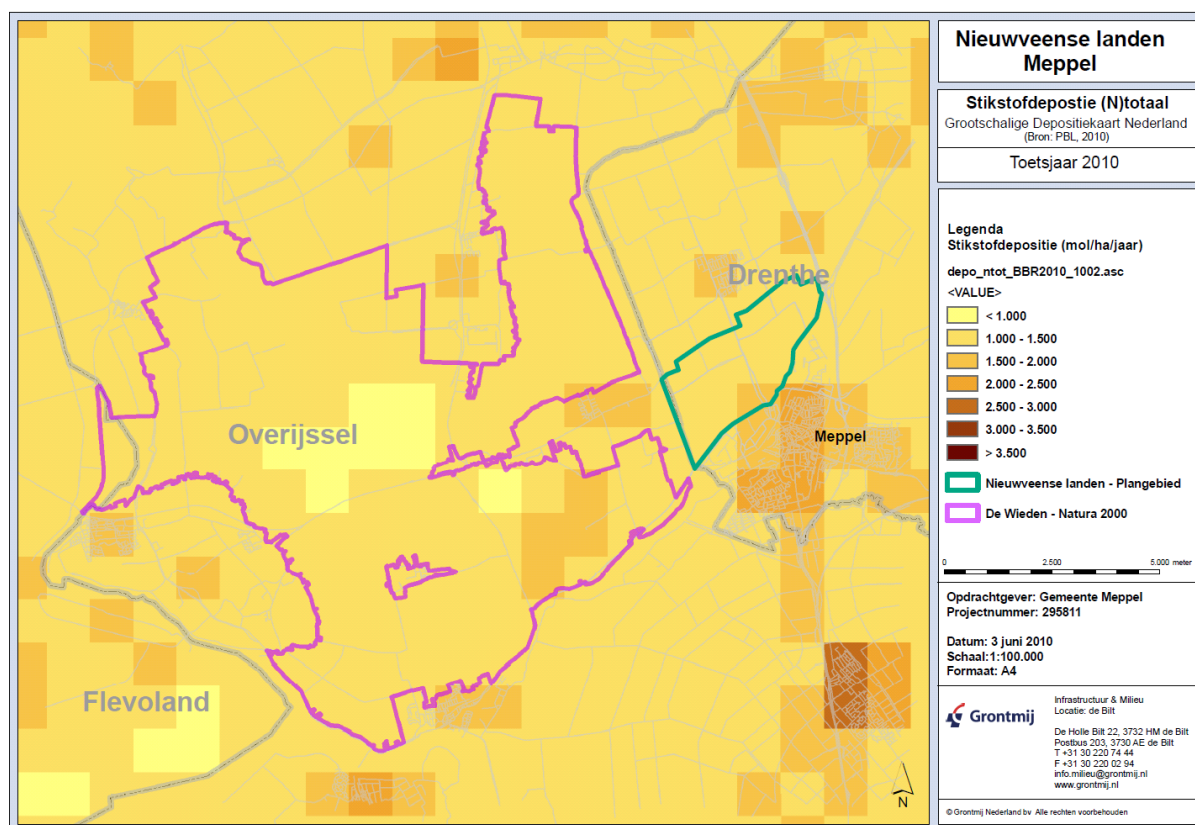 Nieuwveense landen
Meppel
Stikstofdepostie (N)totaal
Grootschalige Depositiekaart Nederland
(Bron: PBL, 2010)
Toetsjaar 2010
Legenda
Stikstofdepositie (mol/ha/jaar)
depo_ntot_BBR2010_1002.asc
<VALUE>
< 1.000
1.000 - 1.500
1.500 - 2.000
2.000 - 2.500
2.500 - 3.000
3.000 - 3.500
> 3.500
Nieuwveense landen - Plangebied
De Wieden - Natura 2000
0 2.500 5.000 meter
Opdrachtgever: Gemeente Meppel
Projectnummer: 295811
Datum: 3 juni 2010
Schaal:1:100.000
Formaat: A4
Grontmij
Infrastructuur & Milieu
Locatie: de Bilt
De Holle Bilt 22, 3732 HM de Bilt
Postbus 203, 3730 AE de Bilt
T +31 30 220 74 44
F +31 30 220 02 94
info.milieu@grontmij.nl
www.grontmij.nl
© Grontmij Nederland bv Alle rechten voorbehouden
Drenthe
Overijssel
Meppel
Flevoland
N